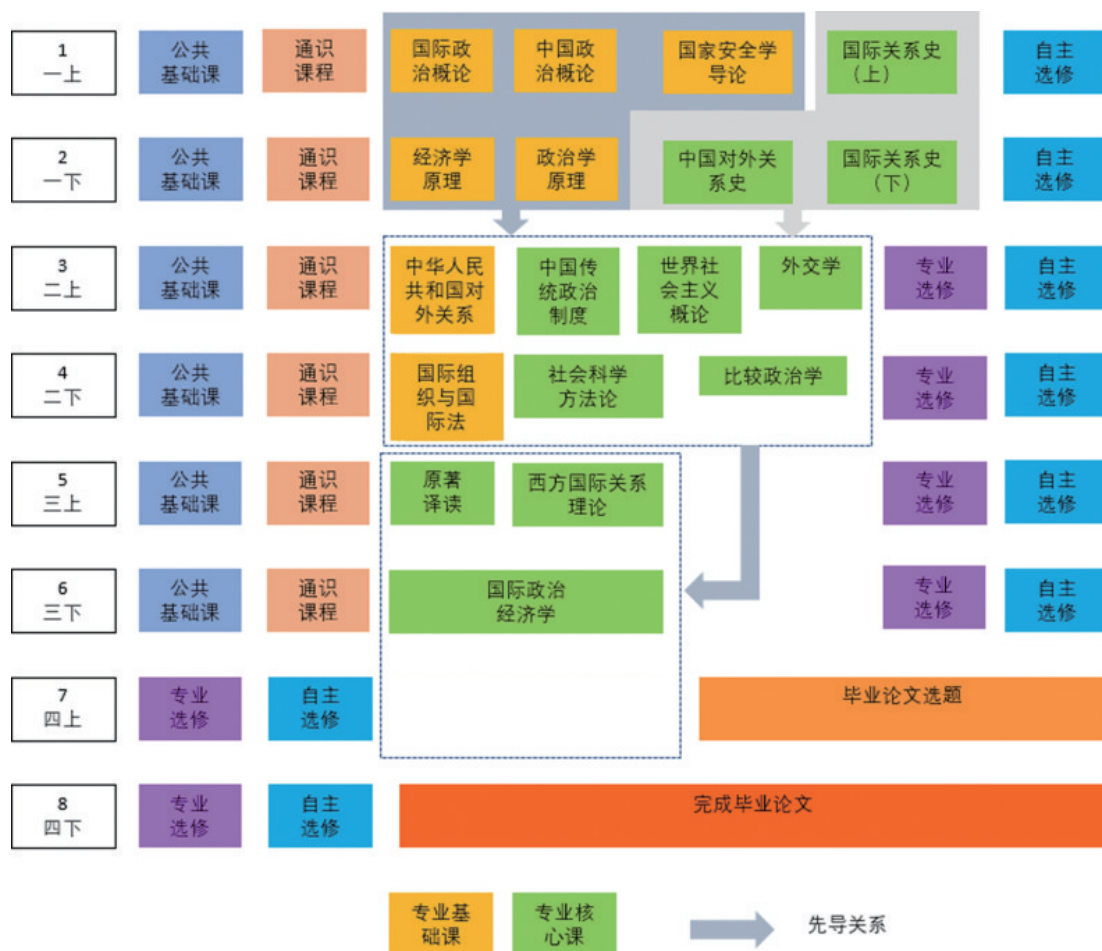 1
一上
公共
基础课
通识
课程
国际政
治概论
中国政
治概论
国家安全学
导论
国际关系史
（上）
自主
选修
2
一下
公共
基础课
通识
课程
经济学
原理
政治学
原理
中国对外关
系史
国际关系史
（下）
自主
选修
3
二上
公共
基础课
通识
课程
中华人民
共和国对
外关系
中国传
统政治
制度
世界社
会主义
概论
外交学
专业
选修
自主
选修
4
二下
公共
基础课
通识
课程
国际组
织与国
际法
社会科学
方法论
比较政治学
专业
选修
自主
选修
5
三上
公共
基础课
通识
课程
原著
译读
西方国际关系
理论
专业
选修
自主
选修
6
三下
公共
基础课
通识
课程
国际政治
经济学
专业
选修
自主
选修
7
四上
专业
选修
自主
选修
毕业论文选题
8
四下
专业
选修
自主
选修
完成毕业论文
专业基
础课
专业核
心课
先导关系